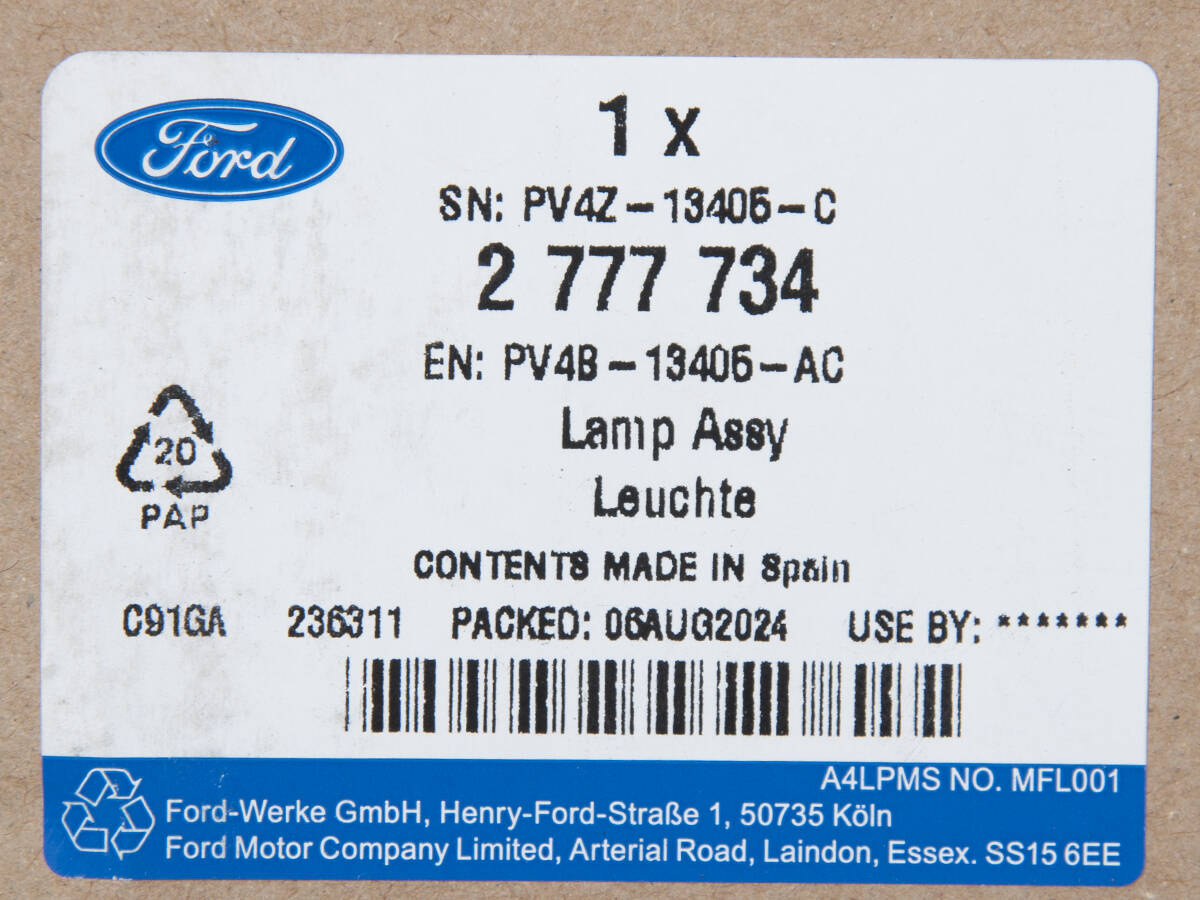 Ford
1 x
SN: PV4Z-13405-C
2 777 734
EN: PV4B-13405-AC
Lamp Assy
Leuchte
20
PAP
CONTENTS MADE IN Spain
C91GA 236311 PACKED: 06AUG2024 USE BY: *******
A4LPMS NO. MFL001
Ford-Werke GmbH, Henry-Ford-Straße 1, 50735 Köln
Ford Motor Company Limited, Arterial Road, Laindon, Essex. SS15 6EE